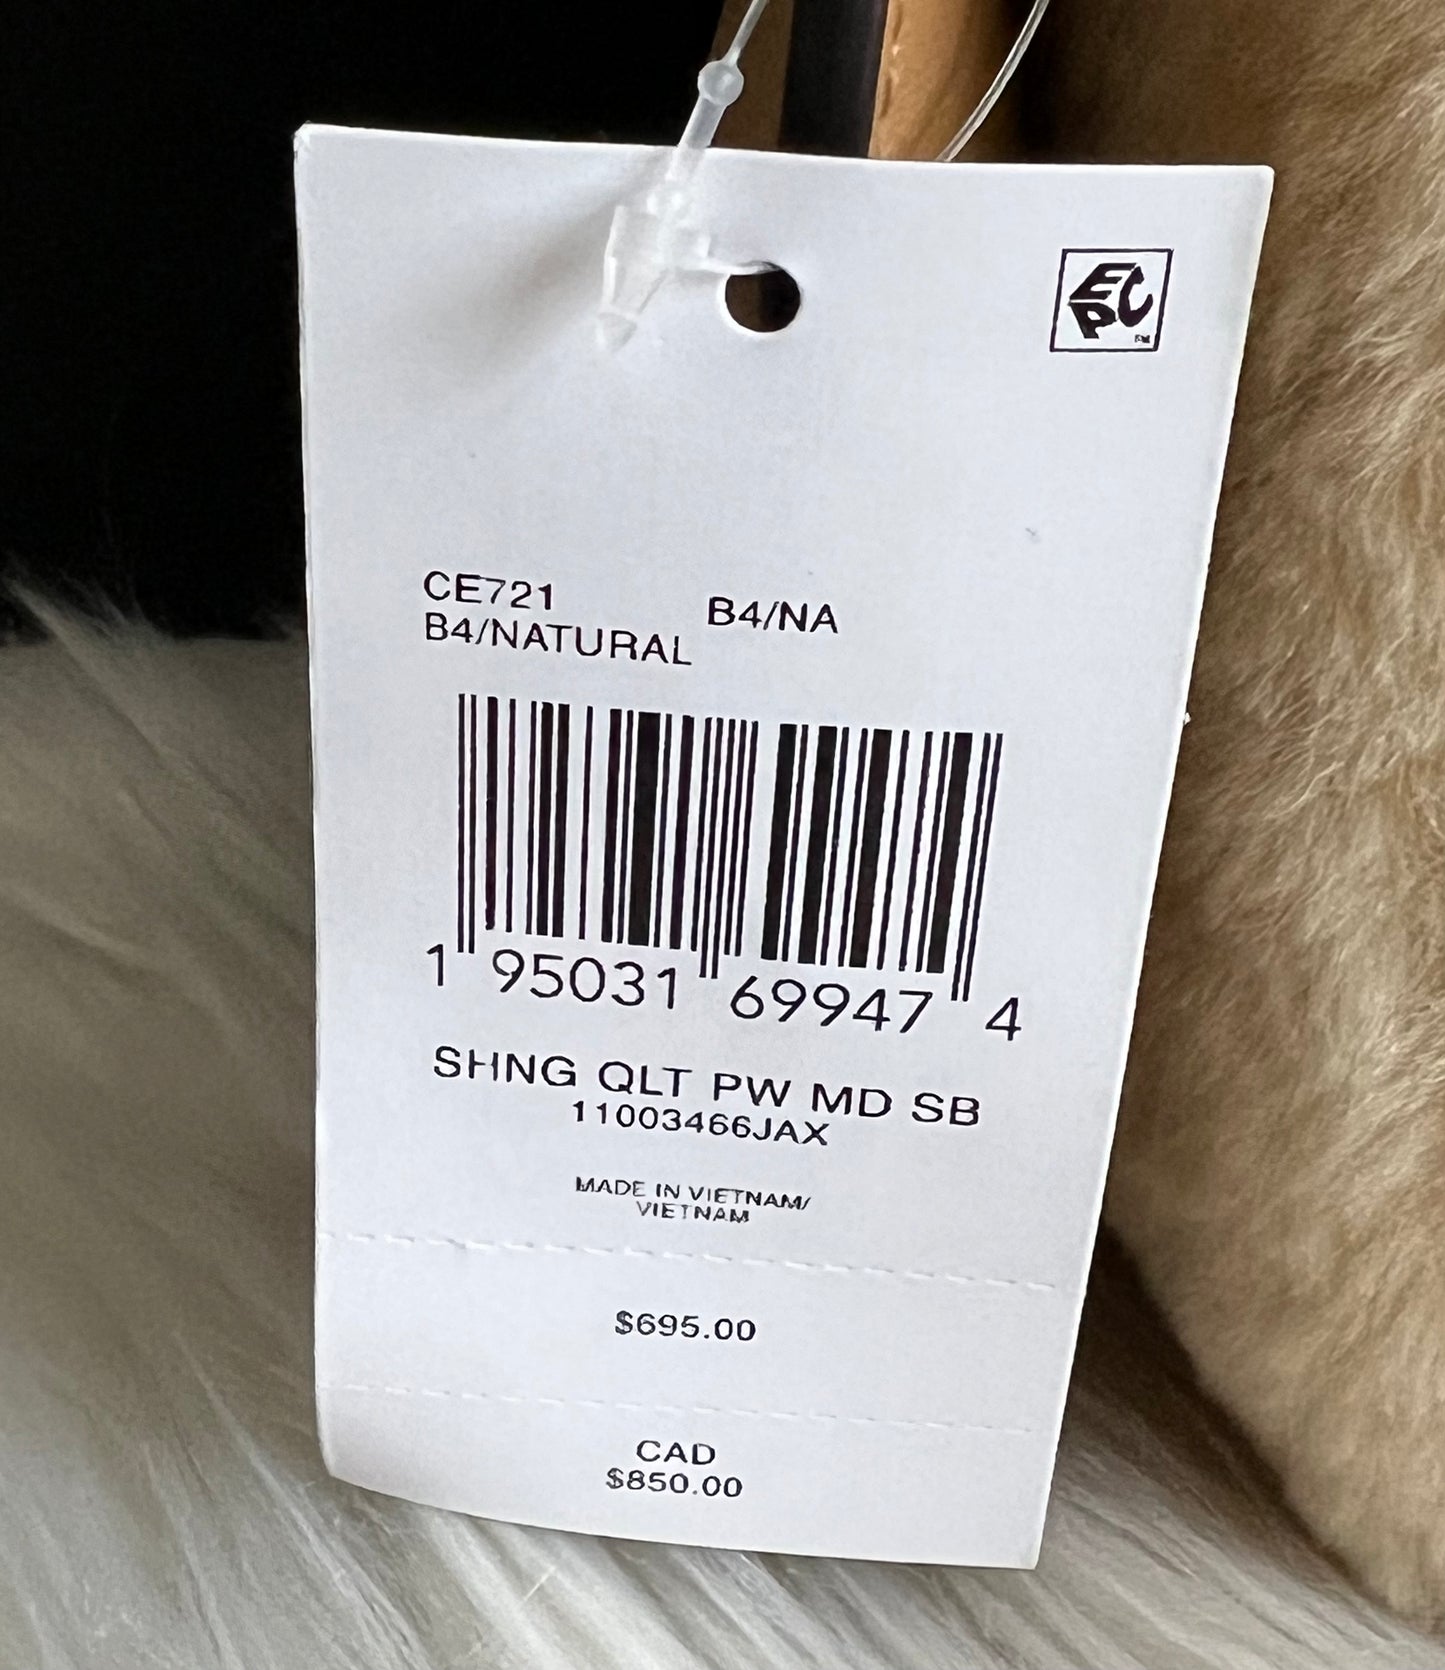 EPC
CE721 B4/NA
B4/NATURAL
1 95031 69947 4
SHNG QLT PW MD SB
11003466JAX
MADE IN VIETNAM/
VIETNAM
$695.00
CAD
$850.00